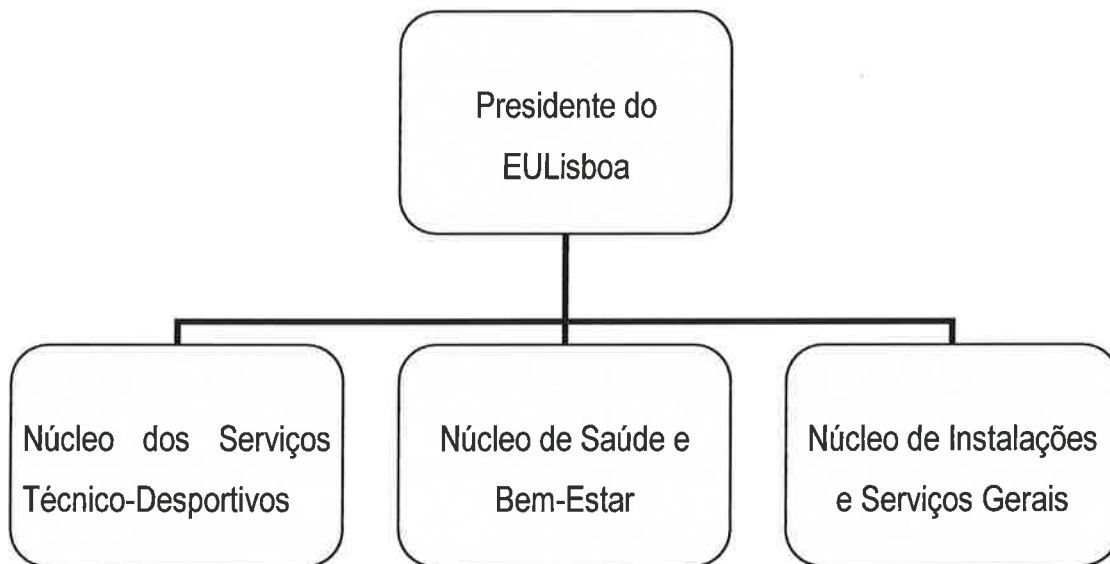 Presidente do
EULisboa
Núcleo dos Serviços
Técnico-Desportivos
Núcleo de Saúde e
Bem-Estar
Núcleo de Instalações
e Serviços Gerais